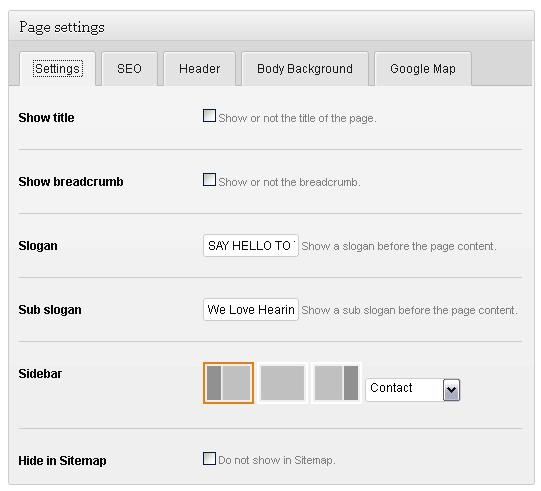 Page settings
Settings SEO Header Body Background Google Map
Show title Show or not the title of the page.
Show breadcrumb Show or not the breadcrumb.
Slogan SAY HELLO TO Show a slogan before the page content.
Sub slogan We Love Hearin Show a sub slogan before the page content.
Sidebar Contact
Hide in Sitemap Do not show in Sitemap.